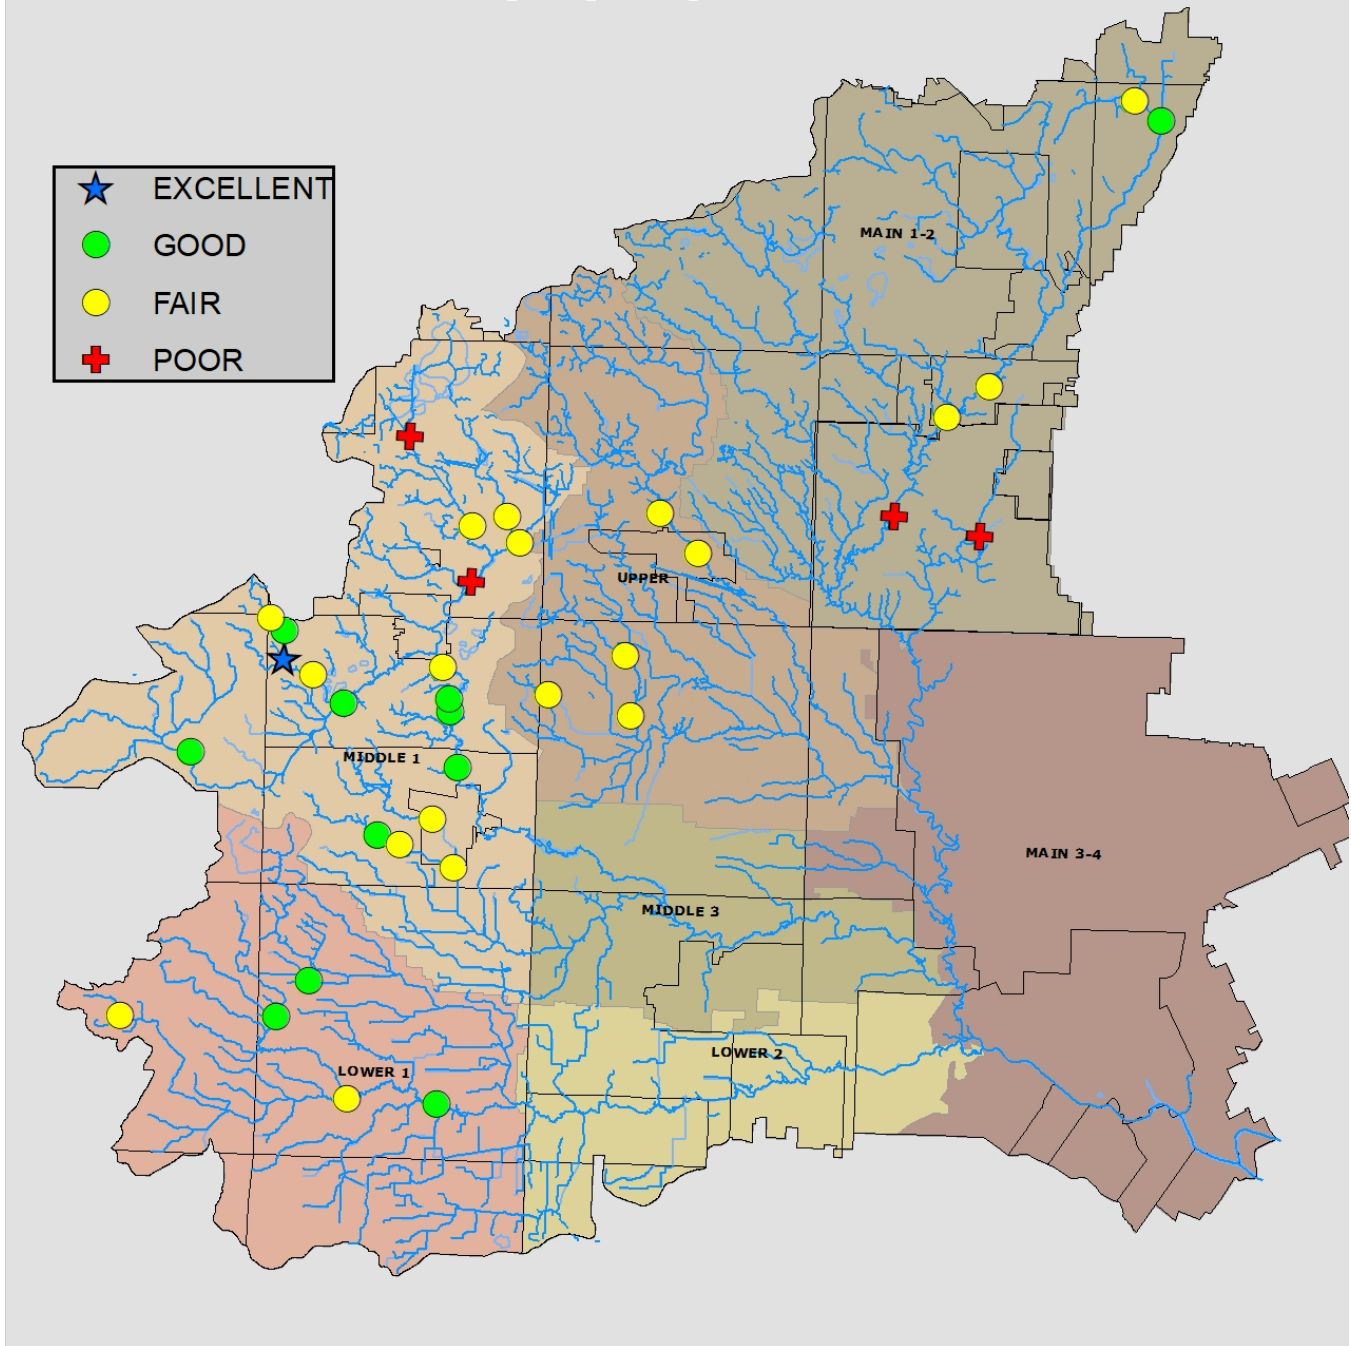 EXCELLENT
GOOD
FAIR
POOR
MAIN 1-2
UPPER
MIDDLE 1
MAIN 3-4
MIDDLE 3
LOWER 2
LOWER 1